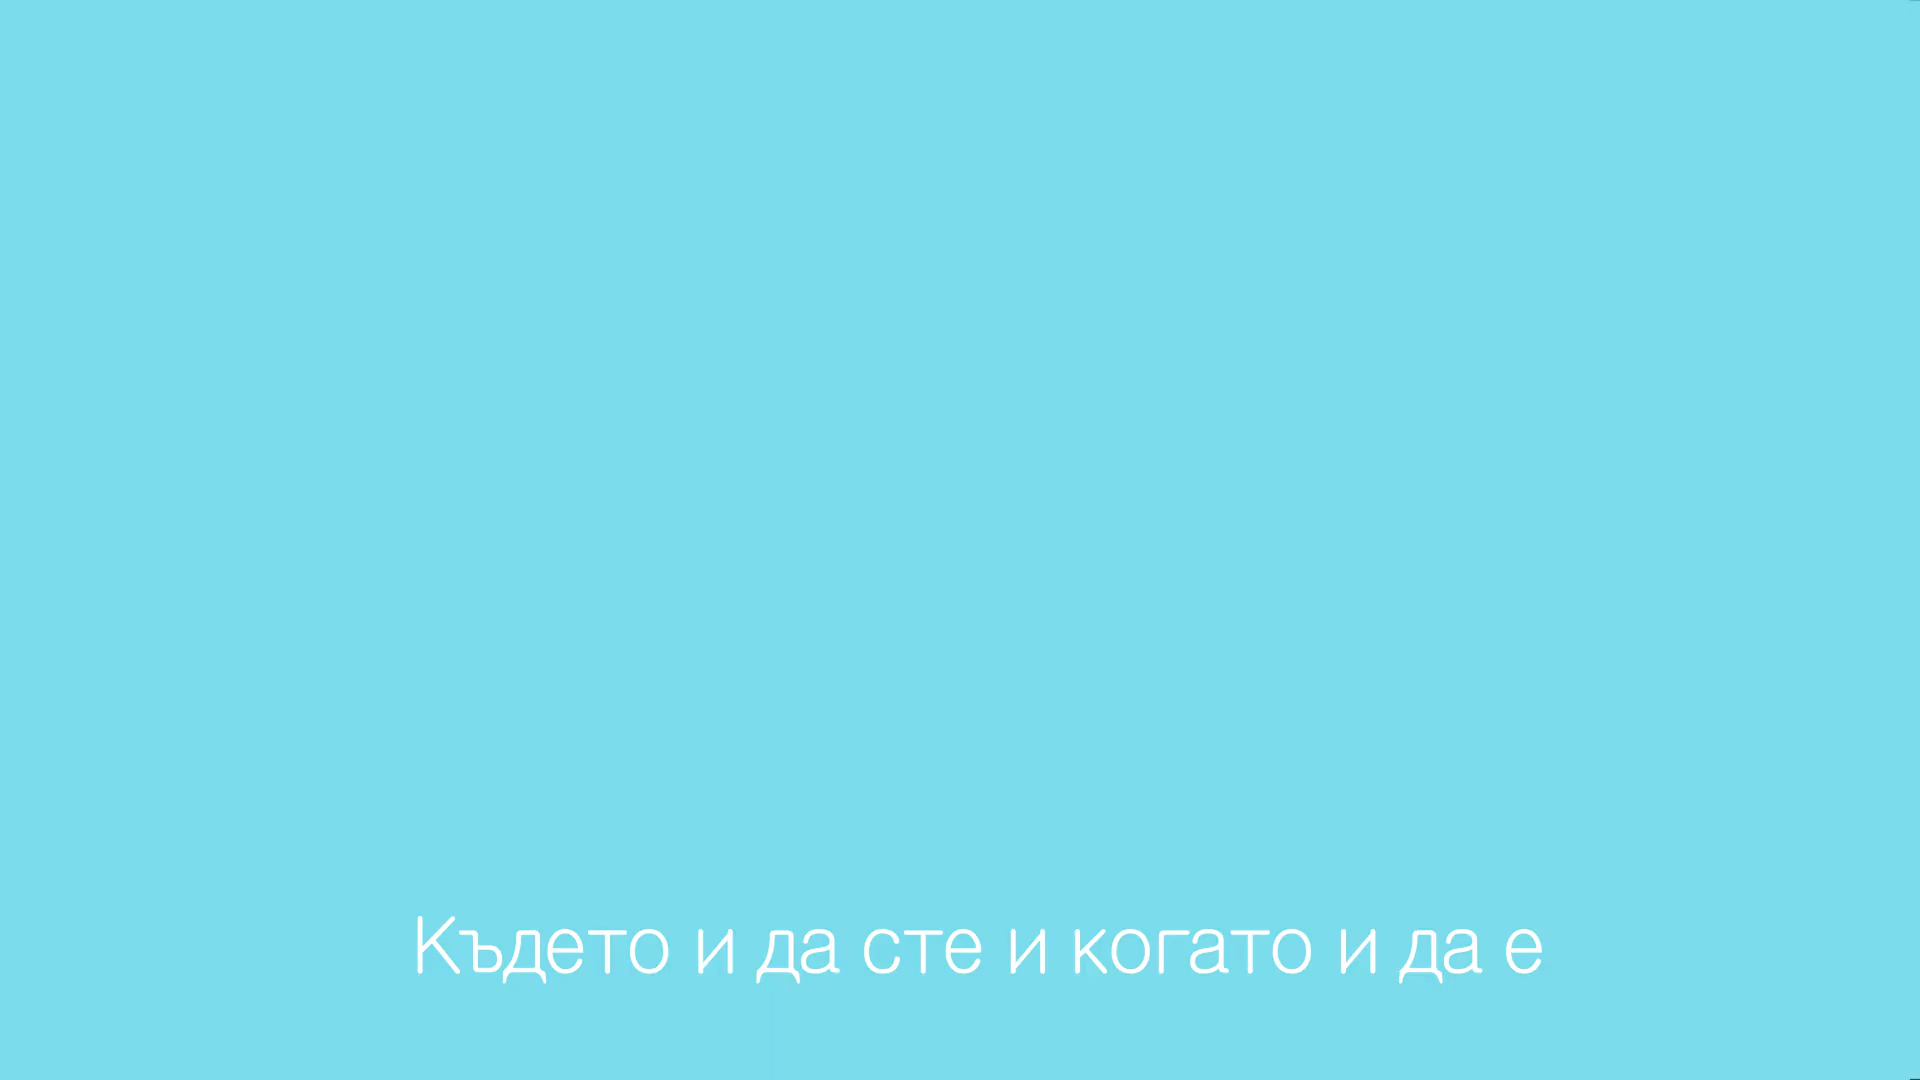 Където и да сте и когато и да е